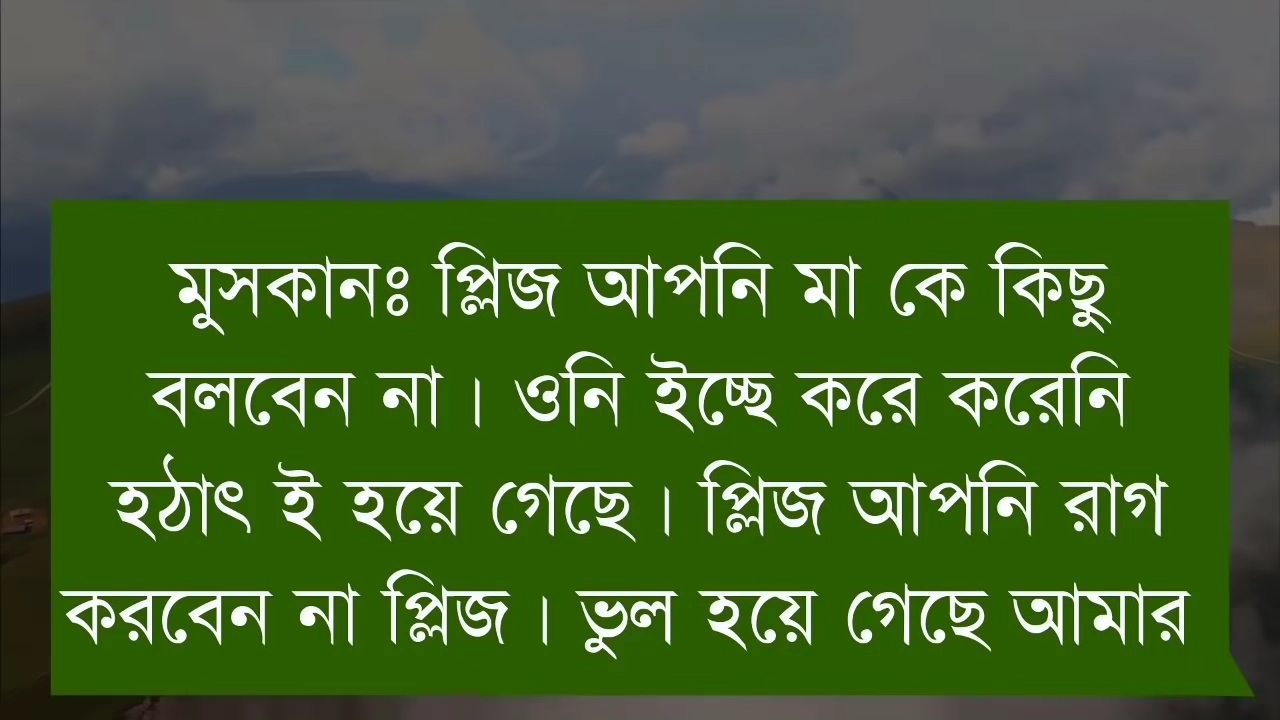 মুসকানঃ প্লিজ আপনি মা কে কিছু
বলবেন না। ওনি ইচ্ছে করে করেনি
হঠাৎ ই হয়ে গেছে। প্লিজ আপনি রাগ
করবেন না প্লিজ। ভুল হয়ে গেছে আমার